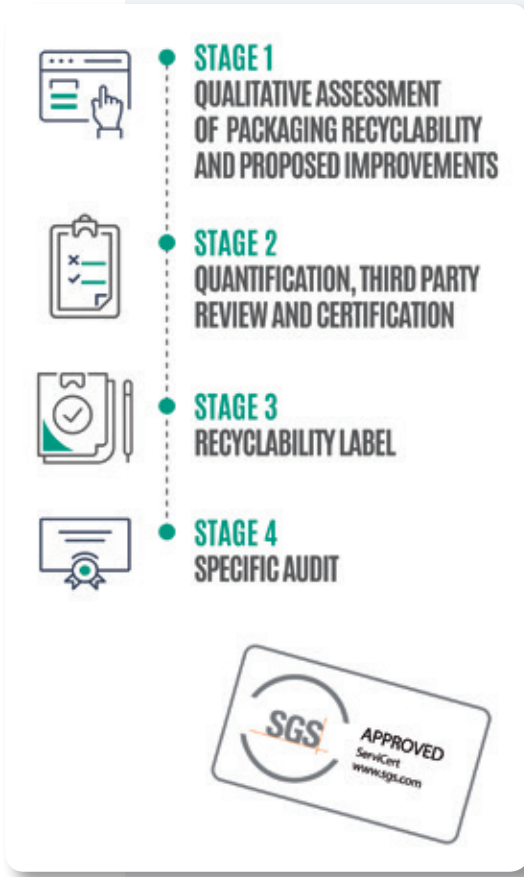 STAGE 1
QUALITATIVE ASSESSMENT
OF PACKAGING RECYCLABILITY
AND PROPOSED IMPROVEMENTS
STAGE 2
QUANTIFICATION, THIRD PARTY
REVIEW AND CERTIFICATION
STAGE 3
RECYCLABILITY LABEL
STAGE 4
SPECIFIC AUDIT
SGS
APPROVED
ServiCert
www.sgs.com